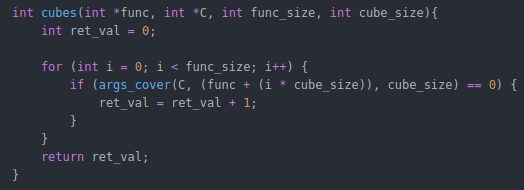 int cubes(int *func, int *C, int func_size, int cube_size){
    int ret_val = 0;

    for (int i = 0; i < func_size; i++) {
        if (args_cover(C, (func + (i * cube_size)), cube_size) == 0) {
            ret_val = ret_val + 1;
        }
    }
    return ret_val;
}